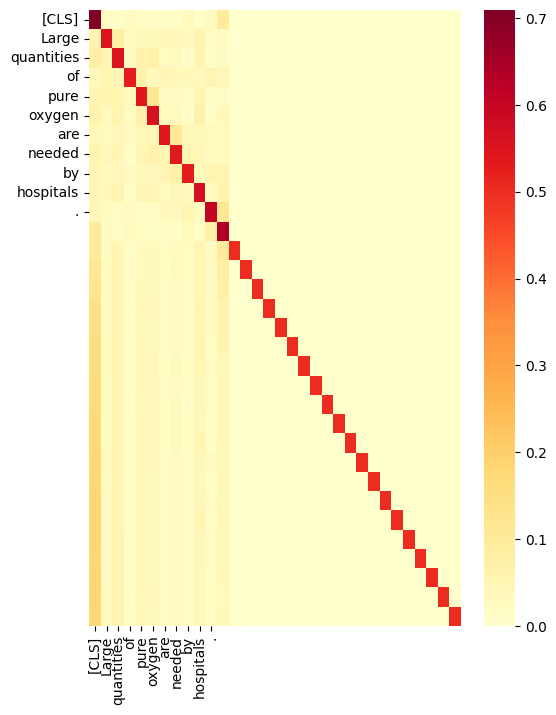 [CLS]
Large
quantities
of
pure
oxygen
are
needed
by
hospitals
.
0.7
0.6
0.5
0.4
0.3
0.2
0.1
0.0
[CLS]
Large
quantities
of
pure
oxygen
are
needed
by
hospitals
.